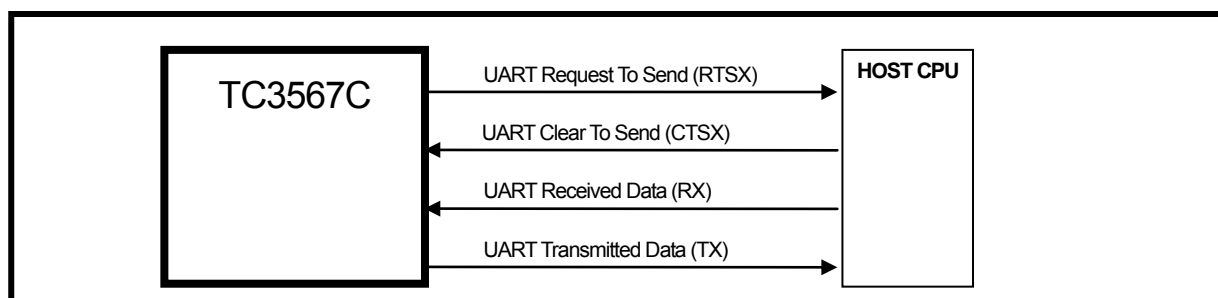 TC3567C
UART Request To Send (RTSX)
HOST CPU
UART Clear To Send (CTSX)
UART Received Data (RX)
UART Transmitted Data (TX)